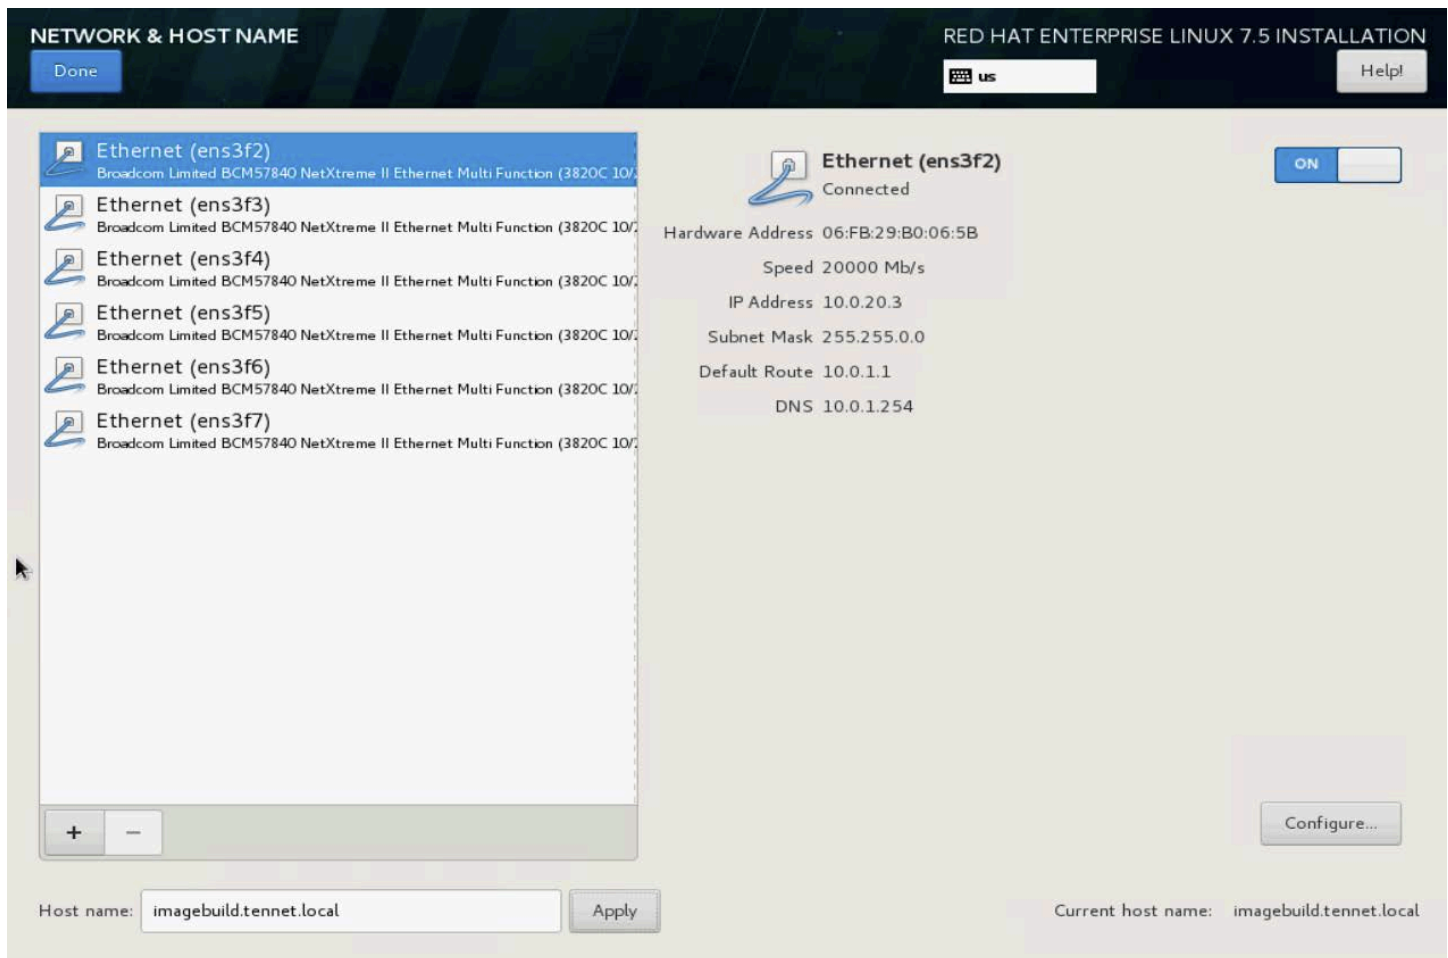 NETWORK & HOST NAME
RED HAT ENTERPRISE LINUX 7.5 INSTALLATION
Done
us
Help!
Ethernet (ens3f2)
Broadcom Limited BCM57840 NetXtreme II Ethernet Multi Function (3820C 10/
Ethernet (ens3f3)
Broadcom Limited BCM57840 NetXtreme II Ethernet Multi Function (3820C 10/
Ethernet (ens3f4)
Broadcom Limited BCM57840 NetXtreme II Ethernet Multi Function (3820C 10/
Ethernet (ens3f5)
Broadcom Limited BCM57840 NetXtreme II Ethernet Multi Function (3820C 10/
Ethernet (ens3f6)
Broadcom Limited BCM57840 NetXtreme II Ethernet Multi Function (3820C 10/
Ethernet (ens3f7)
Broadcom Limited BCM57840 NetXtreme II Ethernet Multi Function (3820C 10/
+ −
Ethernet (ens3f2)
Connected
ON
Hardware Address 06:FB:29:B0:06:5B
Speed 20000 Mb/s
IP Address 10.0.20.3
Subnet Mask 255.255.0.0
Default Route 10.0.1.1
DNS 10.0.1.254
Configure...
Host name: imagebuild.tennet.local
Apply
Current host name: imagebuild.tennet.local